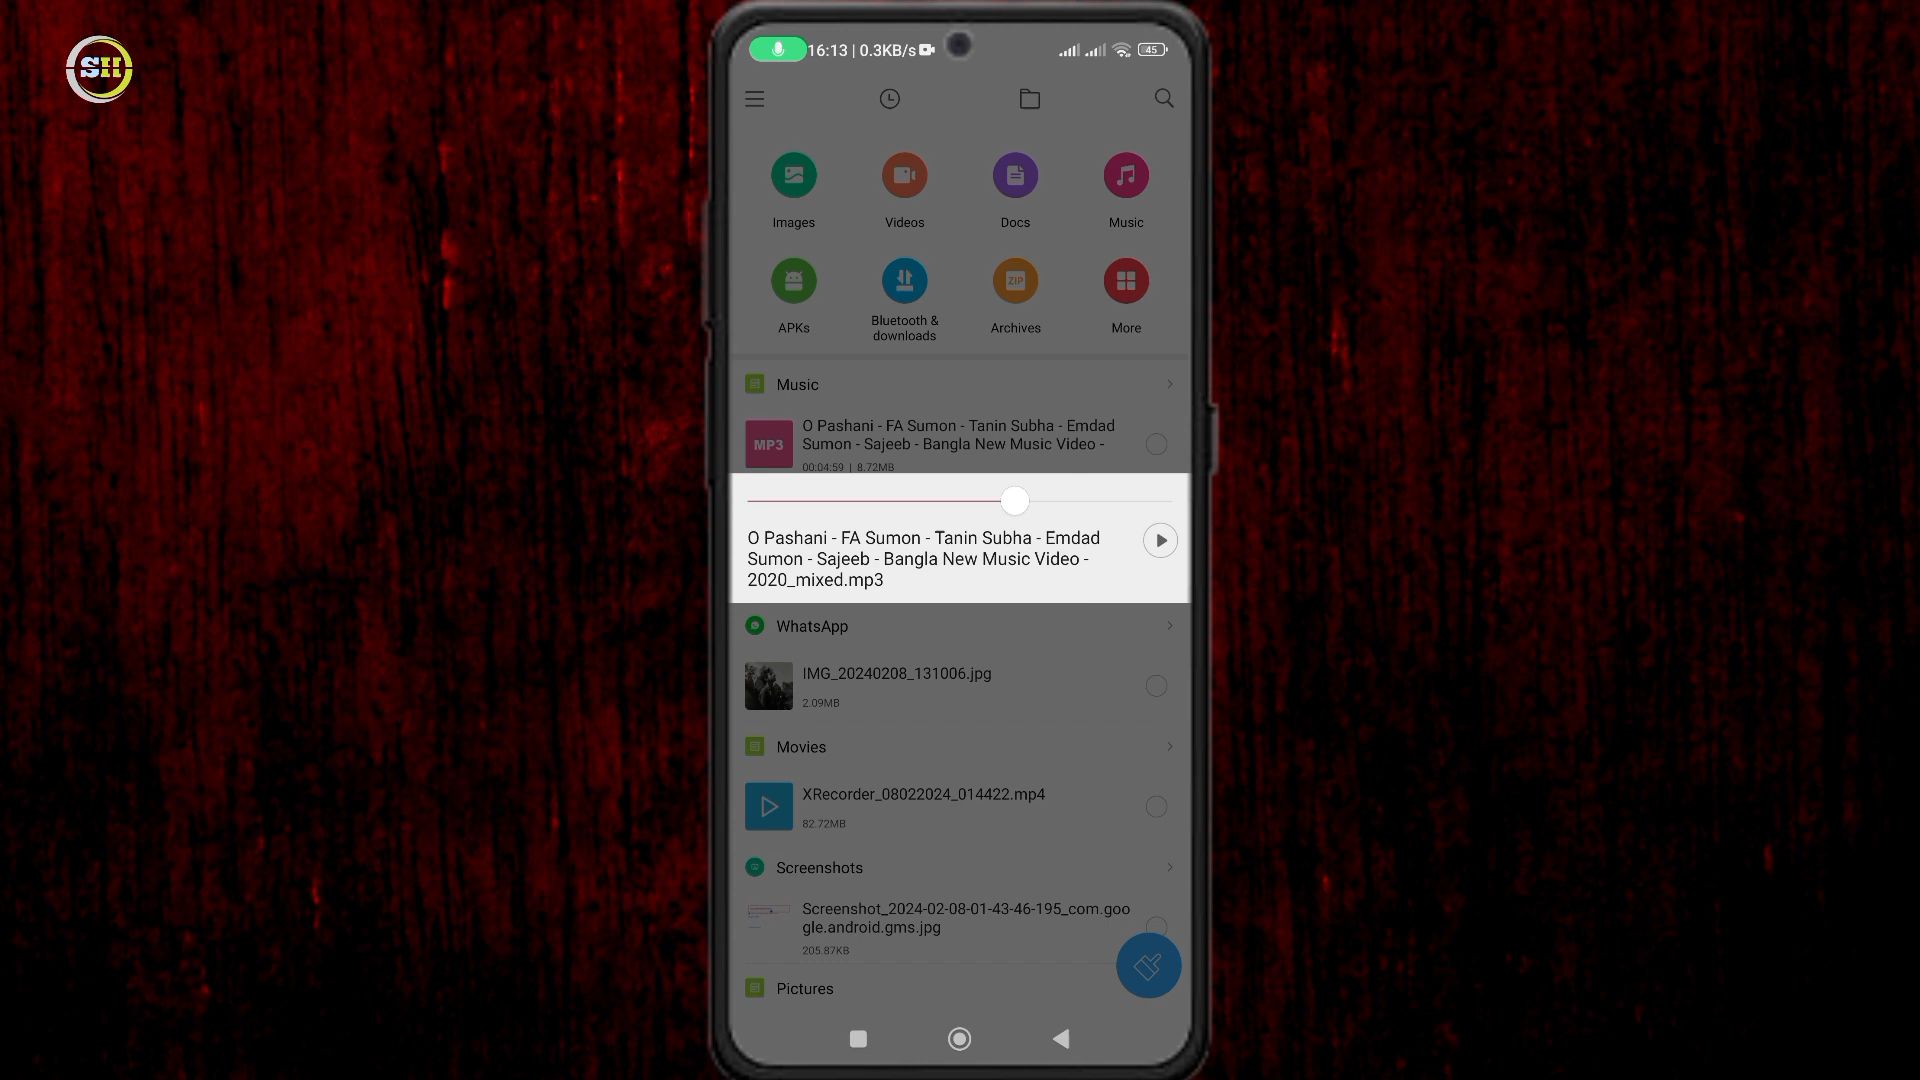 SH
16:13 | 0.3KB/s
45
Images
Videos
Docs
Music
ZIP
APKs
Bluetooth &
downloads
Archives
More
Music
MP3
O Pashani - FA Sumon - Tanin Subha - Emdad
Sumon - Sajeeb - Bangla New Music Video -
00:04:59 | 8.72MB
O Pashani - FA Sumon - Tanin Subha - Emdad
Sumon - Sajeeb - Bangla New Music Video -
2020_mixed.mp3
WhatsApp
IMG_20240208_131006.jpg
2.09MB
Movies
XRecorder_08022024_014422.mp4
82.72MB
Screenshots
Screenshot_2024-02-08-01-43-46-195_com.goo
gle.android.gms.jpg
205.87KB
Pictures